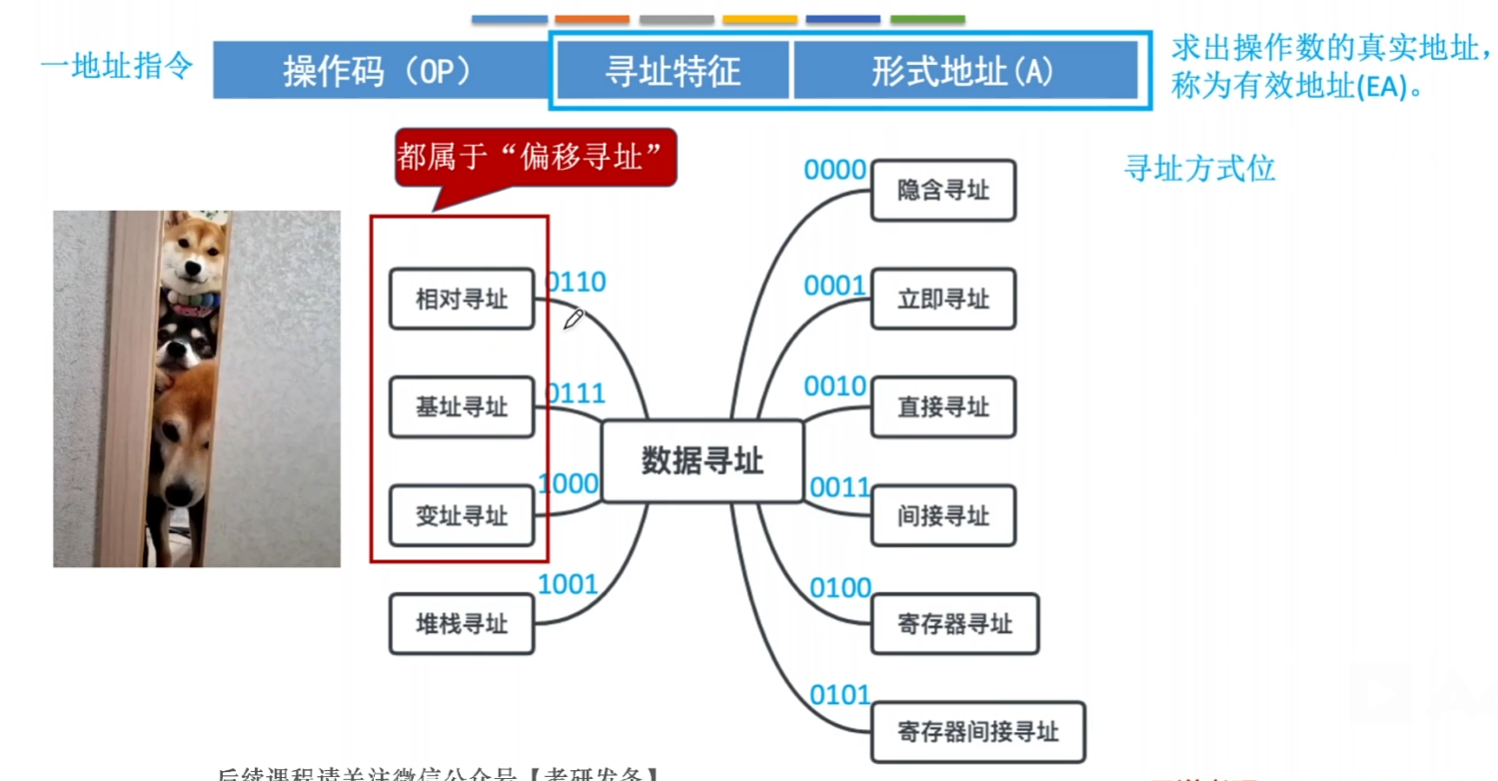 一地址指令
操作码（OP）
寻址特征
形式地址(A)
求出操作数的真实地址，
称为有效地址(EA)。
都属于“偏移寻址”
寻址方式位
0000
隐含寻址
0110
相对寻址
0001
立即寻址
0111
基址寻址
0010
直接寻址
数据寻址
1000
变址寻址
0011
间接寻址
1001
堆栈寻址
0100
寄存器寻址
0101
寄存器间接寻址
后续课程请关注微信公众号【考研发条】